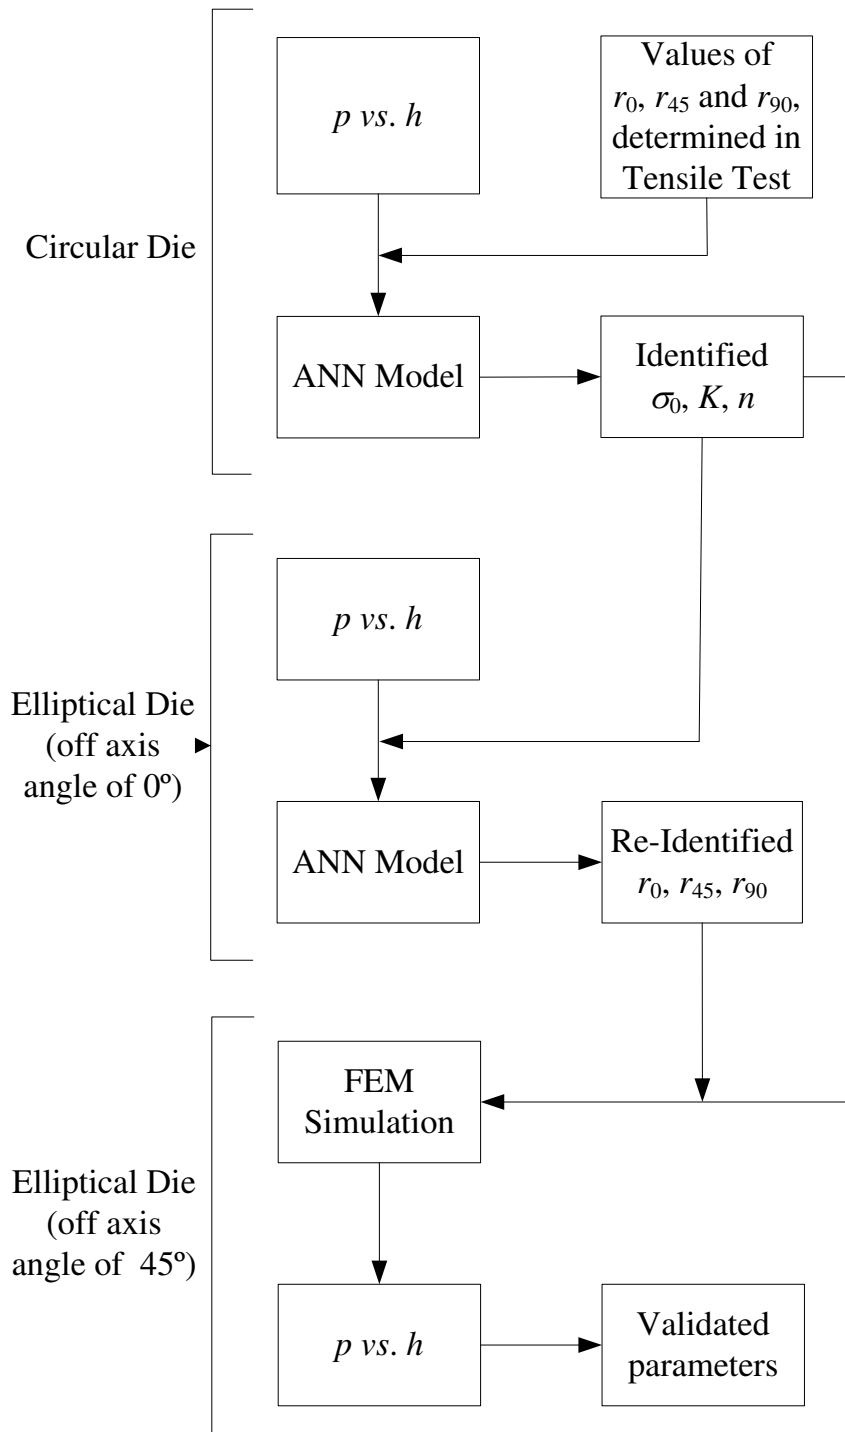 p vs. h
Values of
r0, r45 and r90,
determined in
Tensile Test
Circular Die
ANN Model
Identified
σ0, K, n
p vs. h
Elliptical Die
(off axis
angle of 0º)
ANN Model
Re-Identified
r0, r45, r90
FEM
Simulation
Elliptical Die
(off axis
angle of 45º)
p vs. h
Validated
parameters